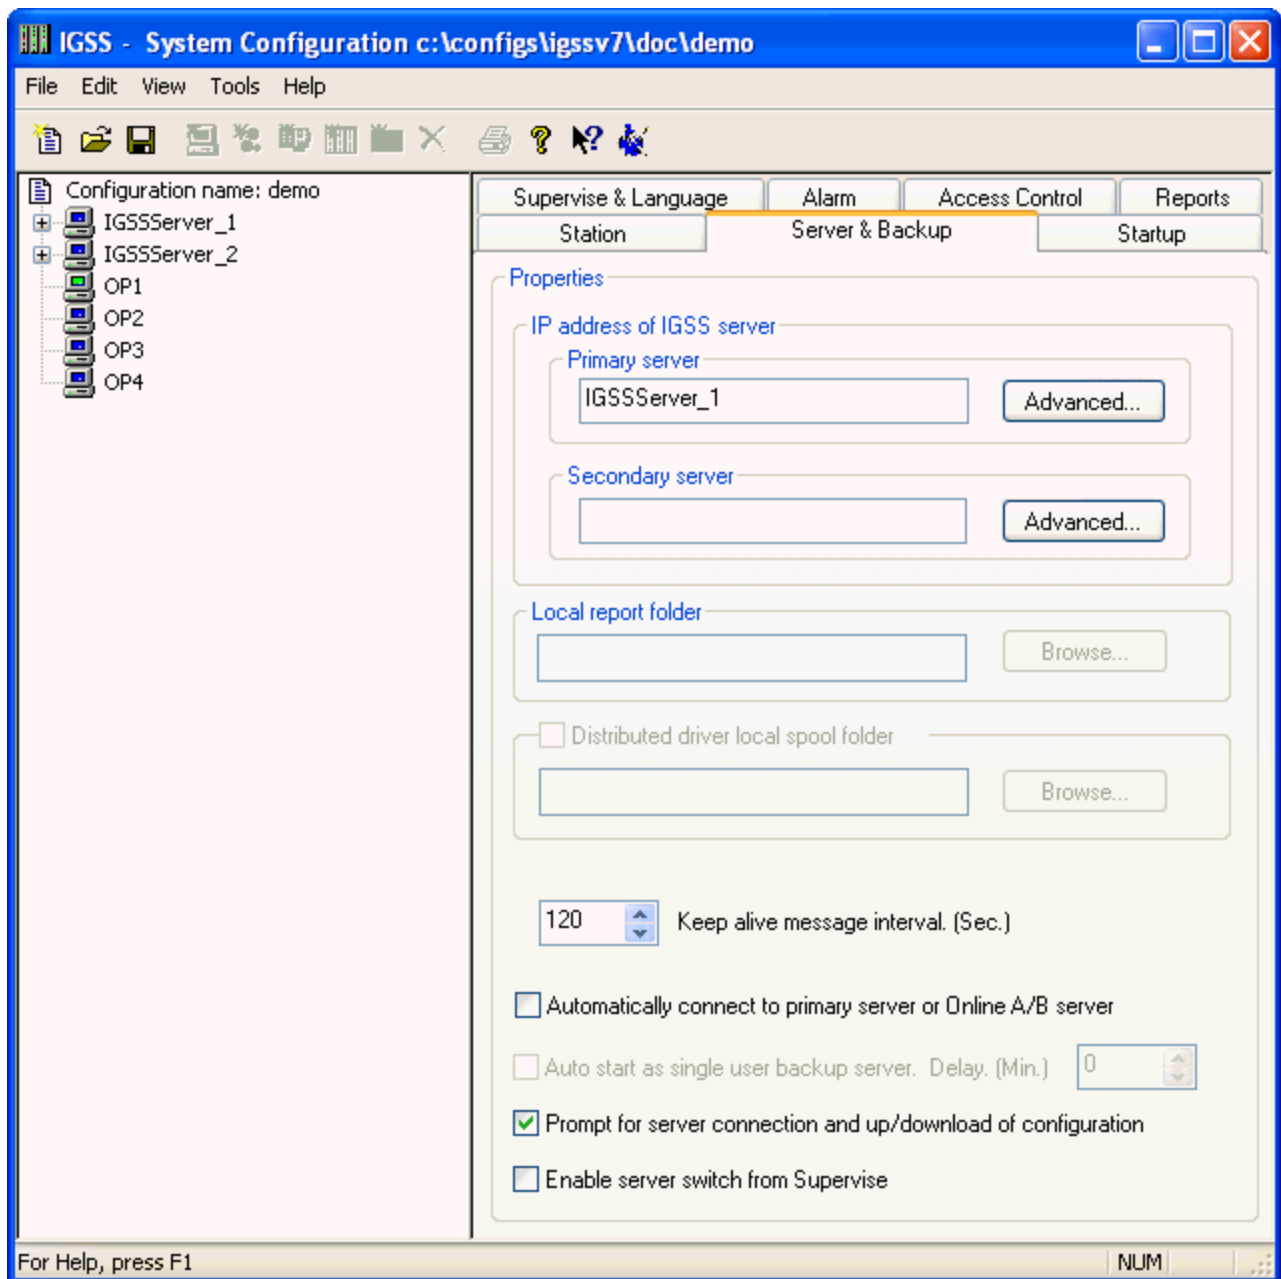 IGSS - System Configuration c:\configs\igssv7\doc\demo
File Edit View Tools Help
Configuration name: demo
IGSSServer_1
IGSSServer_2
OP1
OP2
OP3
OP4
Supervise & Language Alarm Access Control Reports
Station Server & Backup Startup
Properties
IP address of IGSS server
Primary server
IGSSServer_1 Advanced...
Secondary server
Advanced...
Local report folder
Browse...
Distributed driver local spool folder
Browse...
120 Keep alive message interval. (Sec.)
Automatically connect to primary server or Online A/B server
Auto start as single user backup server. Delay. (Min.) 0
Prompt for server connection and up/download of configuration
Enable server switch from Supervise
For Help, press F1 NUM